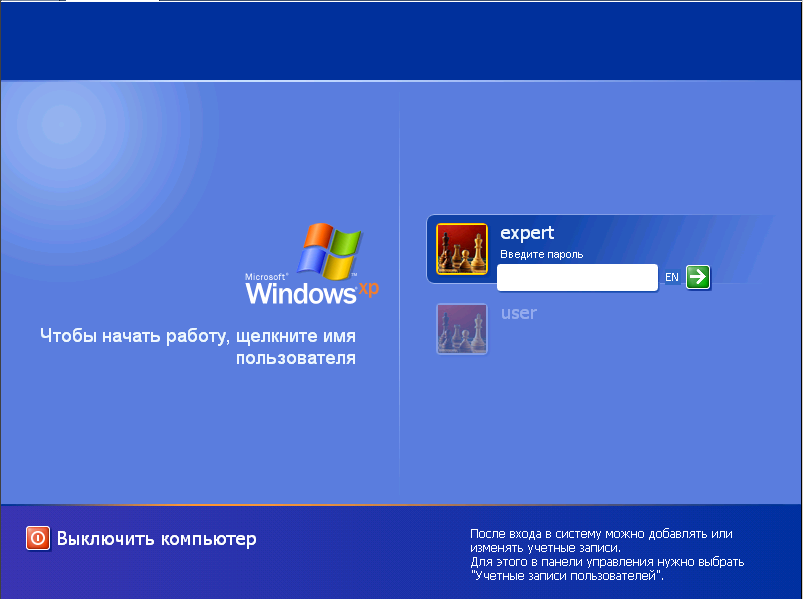 Microsoft®
Windows xp ™
Чтобы начать работу, щелкните имя
пользователя
expert
Введите пароль
EN
user
Выключить компьютер
После входа в систему можно добавлять или
изменять учетные записи.
Для этого в панели управления нужно выбрать
"Учетные записи пользователей".